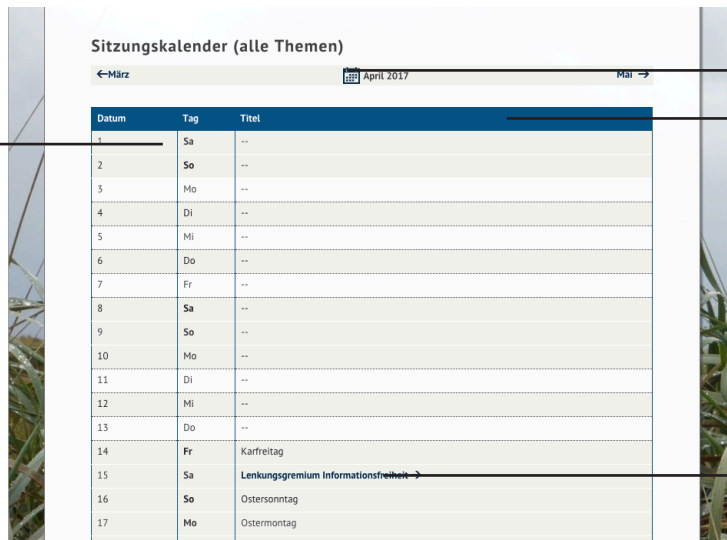 Sitzungskalender (alle Themen)
←März April 2017 Mai →
Datum Tag Titel
1 Sa --
2 So --
3 Mo --
4 Di --
5 Mi --
6 Do --
7 Fr --
8 Sa --
9 So --
10 Mo --
11 Di --
12 Mi --
13 Do --
14 Fr Karfreitag
15 Sa Lenkungsgremium Informationsfreiheit →
16 So Ostersonntag
17 Mo Ostermontag